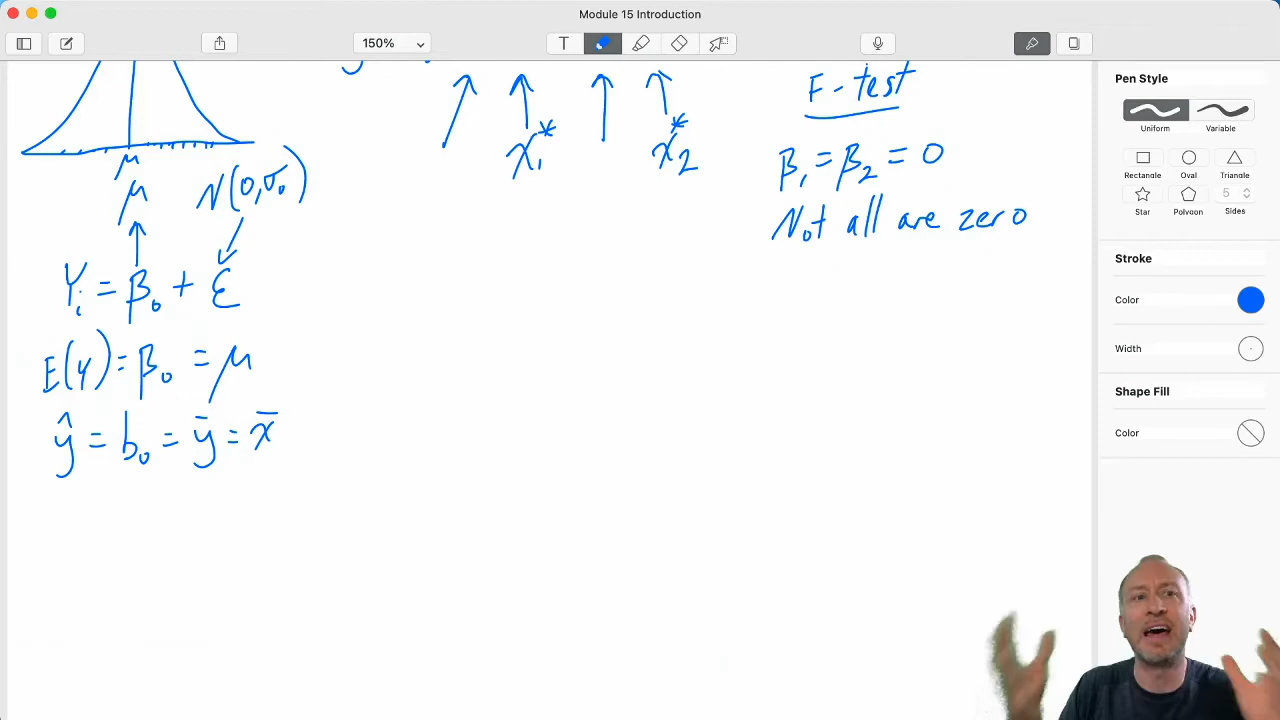 Module 15 Introduction
150%
T
Pen Style
Uniform
Variable
Rectangle
Oval
Triangle
Star
Polygon
5
Sides
Stroke
Color
Width
Shape Fill
Color
μ
μ
N(0,σ₀)
Yᵢ = β₀ + ε
E(y) = β₀ = μ
ŷ = b₀ = ȳ = x̄
x₁*
x₂*
F-test
β₁ = β₂ = 0
Not all are zero